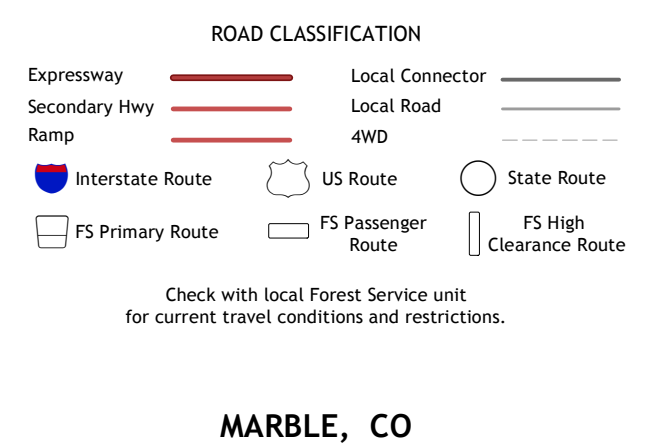 ROAD CLASSIFICATION
Expressway
Local Connector
Secondary Hwy
Local Road
Ramp
4WD
Interstate Route
US Route
State Route
FS Primary Route
FS Passenger
Route
FS High
Clearance Route
Check with local Forest Service unit
for current travel conditions and restrictions.
MARBLE, CO